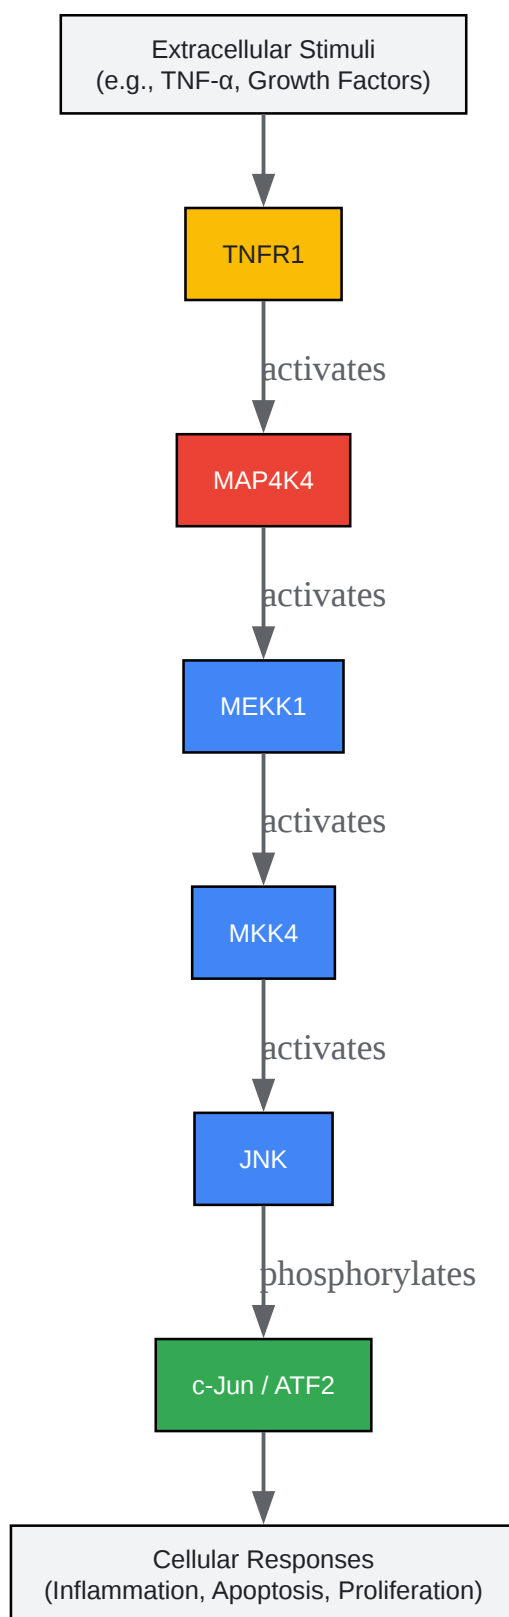 Extracellular Stimuli
(e.g., TNF-α, Growth Factors)
TNFR1
activates
MAP4K4
activates
MEKK1
activates
MKK4
activates
JNK
phosphorylates
c-Jun / ATF2
Cellular Responses
(Inflammation, Apoptosis, Proliferation)